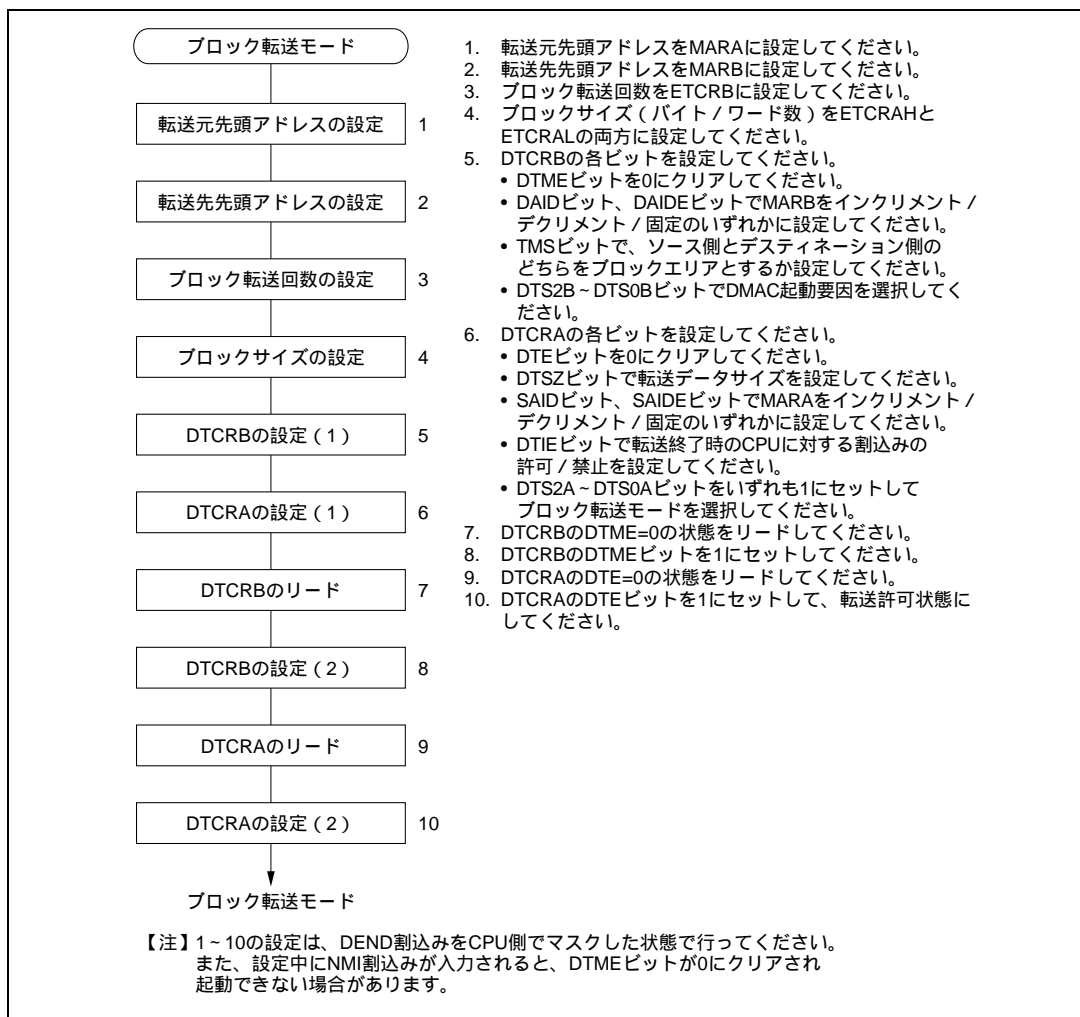 ブロック転送モード
転送元先頭アドレスの設定 1
転送先先頭アドレスの設定 2
ブロック転送回数の設定 3
ブロックサイズの設定 4
DTCRBの設定(1) 5
DTCRAの設定(1) 6
DTCRBのリード 7
DTCRBの設定(2) 8
DTCRAのリード 9
DTCRAの設定(2) 10
ブロック転送モード
1. 転送元先頭アドレスをMARAに設定してください。
2. 転送先先頭アドレスをMARBに設定してください。
3. ブロック転送回数をETCRBに設定してください。
4. ブロックサイズ(バイト/ワード数)をETCRAHと
ETCRALの両方に設定してください。
5. DTCRBの各ビットを設定してください。
• DTMEビットを0にクリアしてください。
• DAIDビット、DAIDEビットでMARBをインクリメント/
デクリメント/固定のいずれかに設定してください。
• TMSビットで、ソース側とデスティネーション側の
どちらをブロックエリアとするか設定してください。
• DTS2B~DTS0BビットでDMAC起動要因を選択してく
ださい。
6. DTCRAの各ビットを設定してください。
• DTEビットを0にクリアしてください。
• DTSZビットで転送データサイズを設定してください。
• SAIDビット、SAIDEビットでMARAをインクリメント/
デクリメント/固定のいずれかに設定してください。
• DTIEビットで転送終了時のCPUに対する割込みの
許可/禁止を設定してください。
• DTS2A~DTS0Aビットをいずれも1にセットして
ブロック転送モードを選択してください。
7. DTCRBのDTME=0の状態をリードしてください。
8. DTCRBのDTMEビットを1にセットしてください。
9. DTCRAのDTE=0の状態をリードしてください。
10. DTCRAのDTEビットを1にセットして、転送許可状態に
してください。
【注】1~10の設定は、DEND割込みをCPU側でマスクした状態で行ってください。
また、設定中にNMI割込みが入力されると、DTMEビットが0にクリアされ
起動できない場合があります。